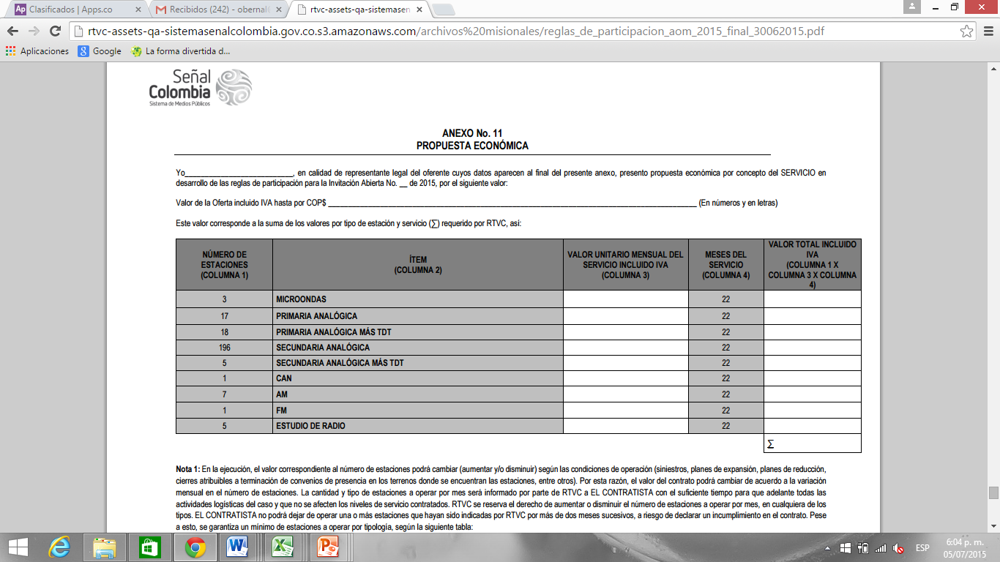 Clasificados | Apps.co
Recibidos (242) - obernal
rtvc-assets-qa-sistemasen
rtvc-assets-qa-sistemasenalcolombia.gov.co.s3.amazonaws.com/archivos%20misionales/reglas_de_participacion_aom_2015_final_30062015.pdf
Aplicaciones
Google
La forma divertida d...
Señal
Colombia
Sistema de Medios Públicos
ANEXO No. 11
PROPUESTA ECONÓMICA
Yo__________________________, en calidad de representante legal del oferente cuyos datos aparecen al final del presente anexo, presento propuesta económica por concepto del SERVICIO en
desarrollo de las reglas de participación para la Invitación Abierta No. __ de 2015, por el siguiente valor:
Valor de la Oferta incluido IVA hasta por COP$ ____________________________________________________________________________________ (En números y en letras)
Este valor corresponde a la suma de los valores por tipo de estación y servicio (∑) requerido por RTVC, así:
NÚMERO DE
ESTACIONES
(COLUMNA 1)
ÍTEM
(COLUMNA 2)
VALOR UNITARIO MENSUAL DEL
SERVICIO INCLUIDO IVA
(COLUMNA 3)
MESES DEL
SERVICIO
(COLUMNA 4)
VALOR TOTAL INCLUIDO
IVA
(COLUMNA 1 X
COLUMNA 3 X COLUMNA
4)
3 MICROONDAS 22
17 PRIMARIA ANALÓGICA 22
18 PRIMARIA ANALÓGICA MÁS TDT 22
196 SECUNDARIA ANALÓGICA 22
5 SECUNDARIA ANALÓGICA MÁS TDT 22
1 CAN 22
7 AM 22
1 FM 22
5 ESTUDIO DE RADIO 22
∑
Nota 1: En la ejecución, el valor correspondiente al número de estaciones podrá cambiar (aumentar y/o disminuir) según las condiciones de operación (siniestros, planes de expansión, planes de reducción,
cierres atribuibles a terminación de convenios de presencia en los terrenos donde se encuentran las estaciones, entre otros). Por esta razón, el valor del contrato podrá cambiar de acuerdo a la variación
mensual en el número de estaciones. La cantidad y tipo de estaciones a operar por mes será informado por parte de RTVC a EL CONTRATISTA con el suficiente tiempo para que adelante todas las
actividades logísticas del caso y que no se afecten los niveles de servicio contratados. RTVC se reserva el derecho de aumentar o disminuir el número de estaciones a operar por mes, en cualquiera de los
tipos. EL CONTRATISTA no podrá dejar de operar una o más estaciones que hayan sido indicadas por RTVC por más de dos meses sucesivos, a riesgo de declarar un incumplimiento en el contrato. Pese
a esto, se garantiza un mínimo de estaciones a operar por tipología, según la siguiente tabla:
ESP
6:04 p. m.
05/07/2015